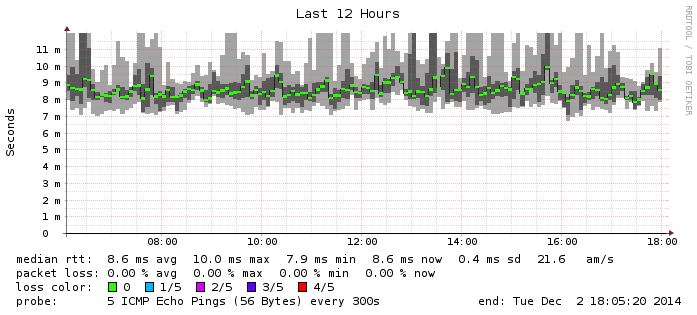 Last 12 Hours
RRDTOOL / TOBI OETIKER
Seconds
11 m
10 m
9 m
8 m
7 m
6 m
5 m
4 m
3 m
2 m
1 m
0
08:00 10:00 12:00 14:00 16:00 18:00
median rtt: 8.6 ms avg 10.0 ms max 7.9 ms min 8.6 ms now 0.4 ms sd 21.6 am/s
packet loss: 0.00 % avg 0.00 % max 0.00 % min 0.00 % now
loss color: 0 1/5 2/5 3/5 4/5
probe: 5 ICMP Echo Pings (56 Bytes) every 300s end: Tue Dec 2 18:05:20 2014